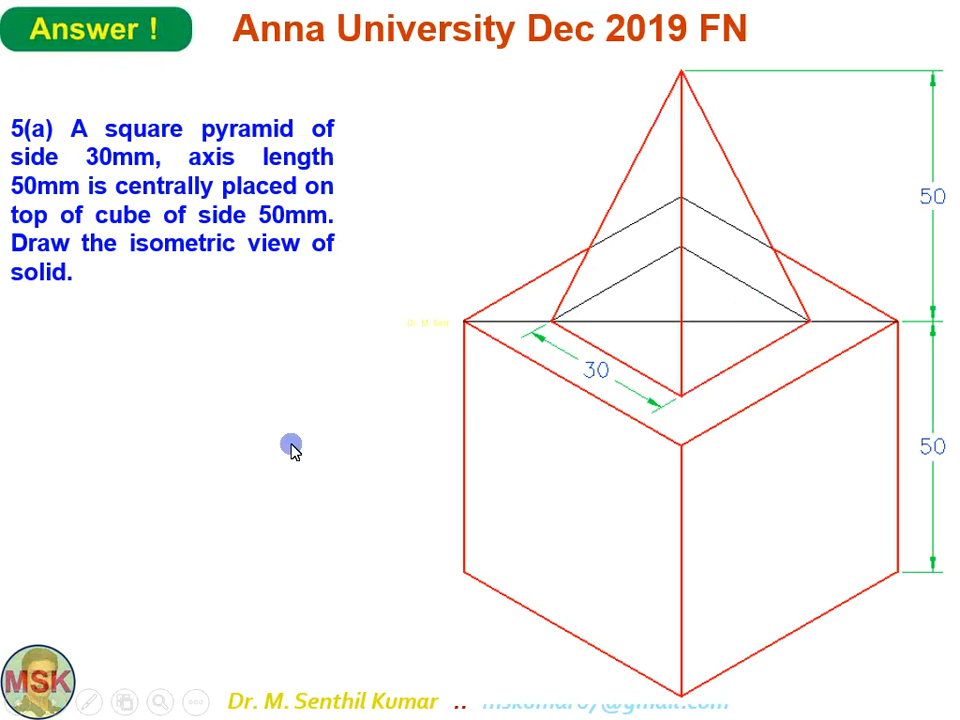 Answer !
Anna University Dec 2019 FN
5(a) A square pyramid of
side 30mm, axis length
50mm is centrally placed on
top of cube of side 50mm.
Draw the isometric view of
solid.
50
30
50
MSK
Dr. M. Senthil Kumar